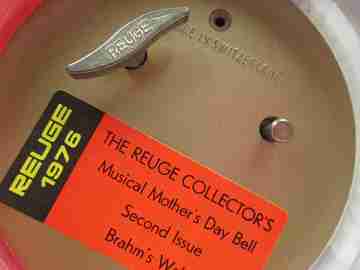 REUGE
SWITZERLAND
REUGE
1976
THE REUGE COLLECTOR'S
Musical Mother's Day Bell
Second Issue
Brahm's